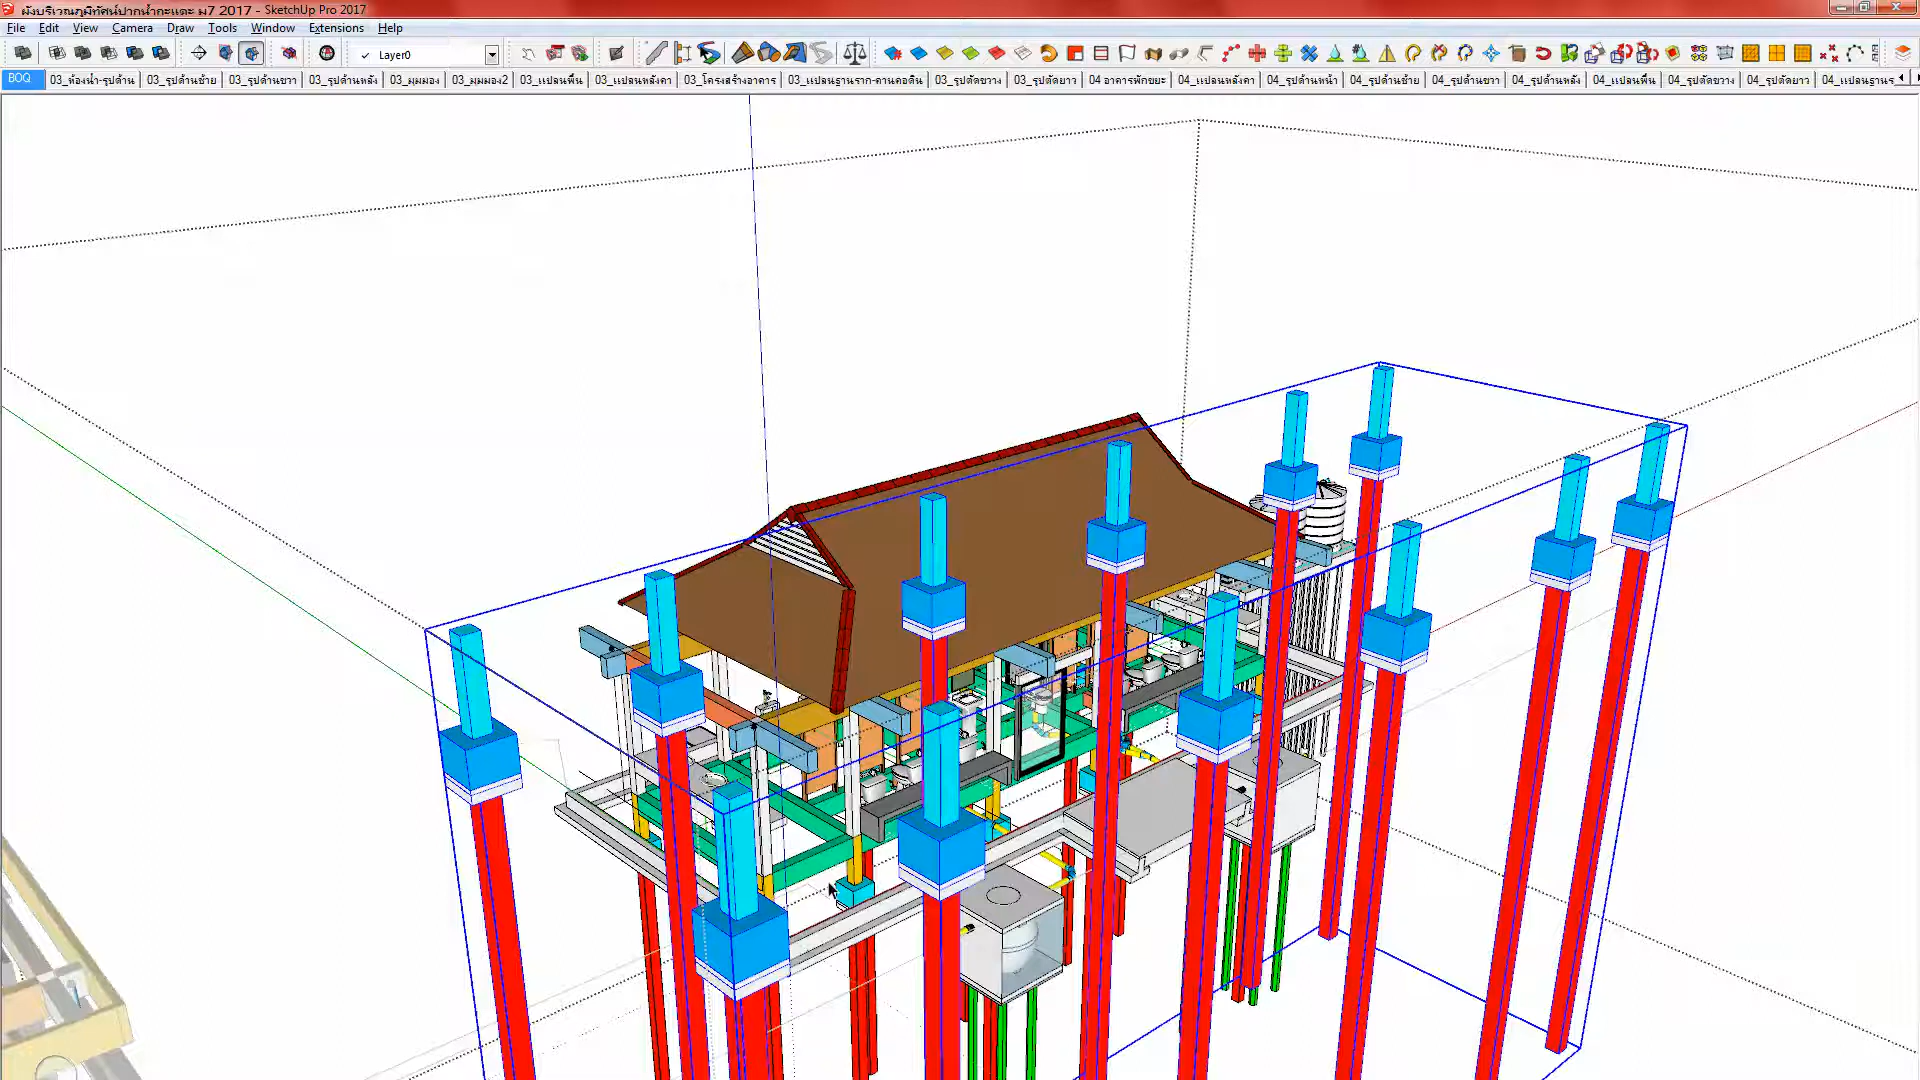 ผังบริเวณภูมิทัศน์ปากน้ำกะแดะ ม7 2017 - SketchUp Pro 2017
File Edit View Camera Draw Tools Window Extensions Help
Layer0
BOQ 03_ห้องน้ำ-รูปด้าน 03_รูปด้านซ้าย 03_รูปด้านขวา 03_รูปด้านหลัง 03_มุมมอง 03_มุมมอง2 03_แปลนพื้น 03_แปลนหลังคา 03_โครงสร้างอาคาร 03_แปลนฐานราก-คานคอดิน 03_รูปตัดขวาง 03_รูปตัดยาว 04 อาคารพักขยะ 04_แปลนหลังคา 04_รูปด้านหน้า 04_รูปด้านซ้าย 04_รูปด้านขวา 04_รูปด้านหลัง 04_แปลนพื้น 04_รูปตัดขวาง 04_รูปตัดยาว 04_แปลนฐานร